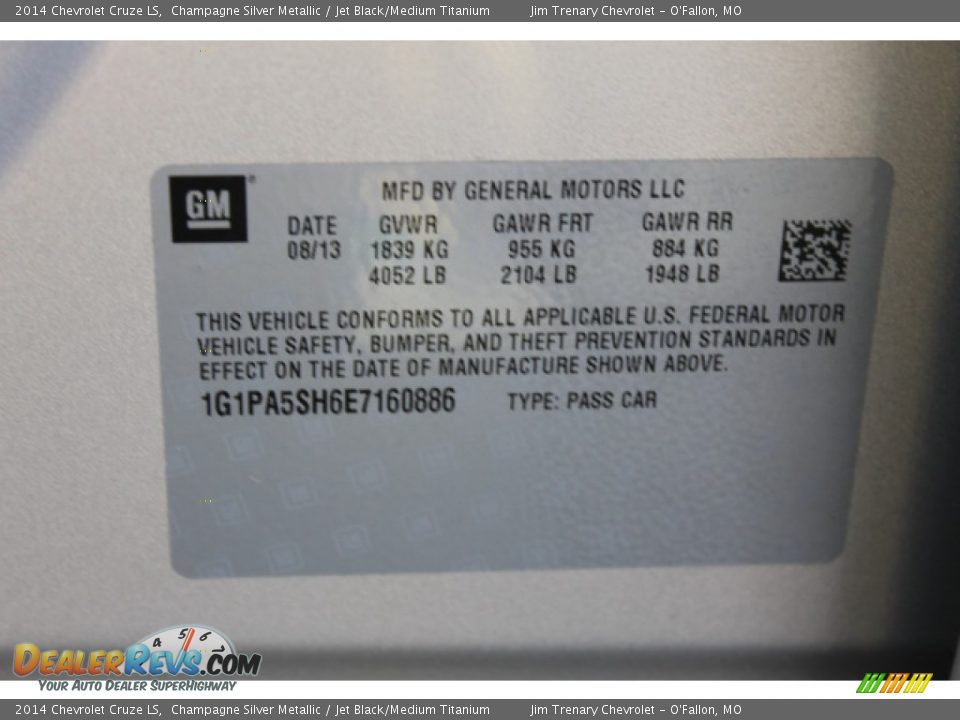 2014 Chevrolet Cruze LS, Champagne Silver Metallic / Jet Black/Medium Titanium Jim Trenary Chevrolet - O'Fallon, MO
GM
MFD BY GENERAL MOTORS LLC
DATE GVWR GAWR FRT GAWR RR
08/13 1839 KG 955 KG 884 KG
4052 LB 2104 LB 1948 LB
THIS VEHICLE CONFORMS TO ALL APPLICABLE U.S. FEDERAL MOTOR
VEHICLE SAFETY, BUMPER, AND THEFT PREVENTION STANDARDS IN
EFFECT ON THE DATE OF MANUFACTURE SHOWN ABOVE.
1G1PA5SH6E7160886 TYPE: PASS CAR
4 5 6 7
DEALERREVS.COM
YOUR AUTO DEALER SUPERHIGHWAY
2014 Chevrolet Cruze LS, Champagne Silver Metallic / Jet Black/Medium Titanium Jim Trenary Chevrolet - O'Fallon, MO